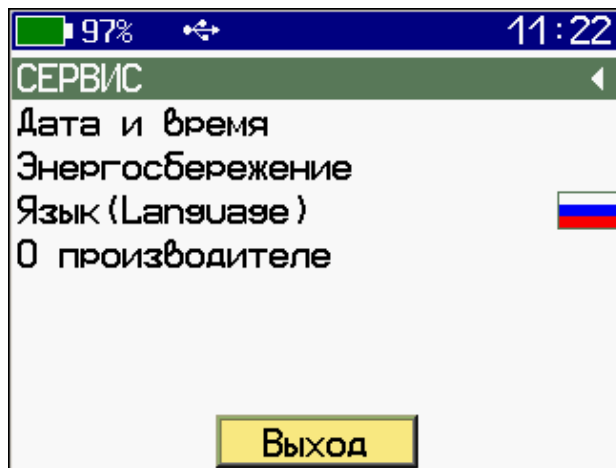 97% 11:22
СЕРВИС
Дата и время
Энергосбережение
Язык(Language)
О производителе
Выход